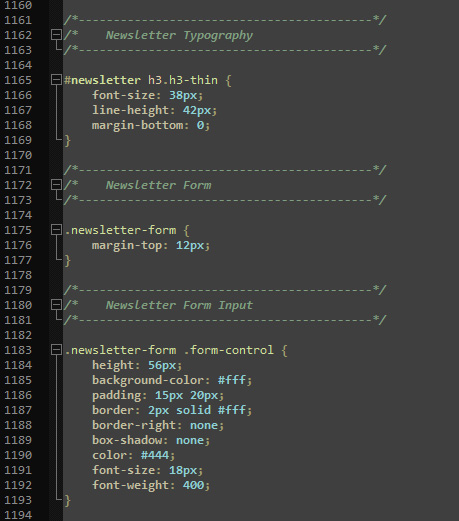 1160
1161 /*------------------------------------------*/
1162 /*    Newsletter Typography
1163 /*------------------------------------------*/
1164
1165 #newsletter h3.h3-thin {
1166     font-size: 38px;
1167     line-height: 42px;
1168     margin-bottom: 0;
1169 }
1170
1171 /*------------------------------------------*/
1172 /*    Newsletter Form
1173 /*------------------------------------------*/
1174
1175 .newsletter-form {
1176     margin-top: 12px;
1177 }
1178
1179 /*------------------------------------------*/
1180 /*    Newsletter Form Input
1181 /*------------------------------------------*/
1182
1183 .newsletter-form .form-control {
1184     height: 56px;
1185     background-color: #fff;
1186     padding: 15px 20px;
1187     border: 2px solid #fff;
1188     border-right: none;
1189     box-shadow: none;
1190     color: #444;
1191     font-size: 18px;
1192     font-weight: 400;
1193 }
1194